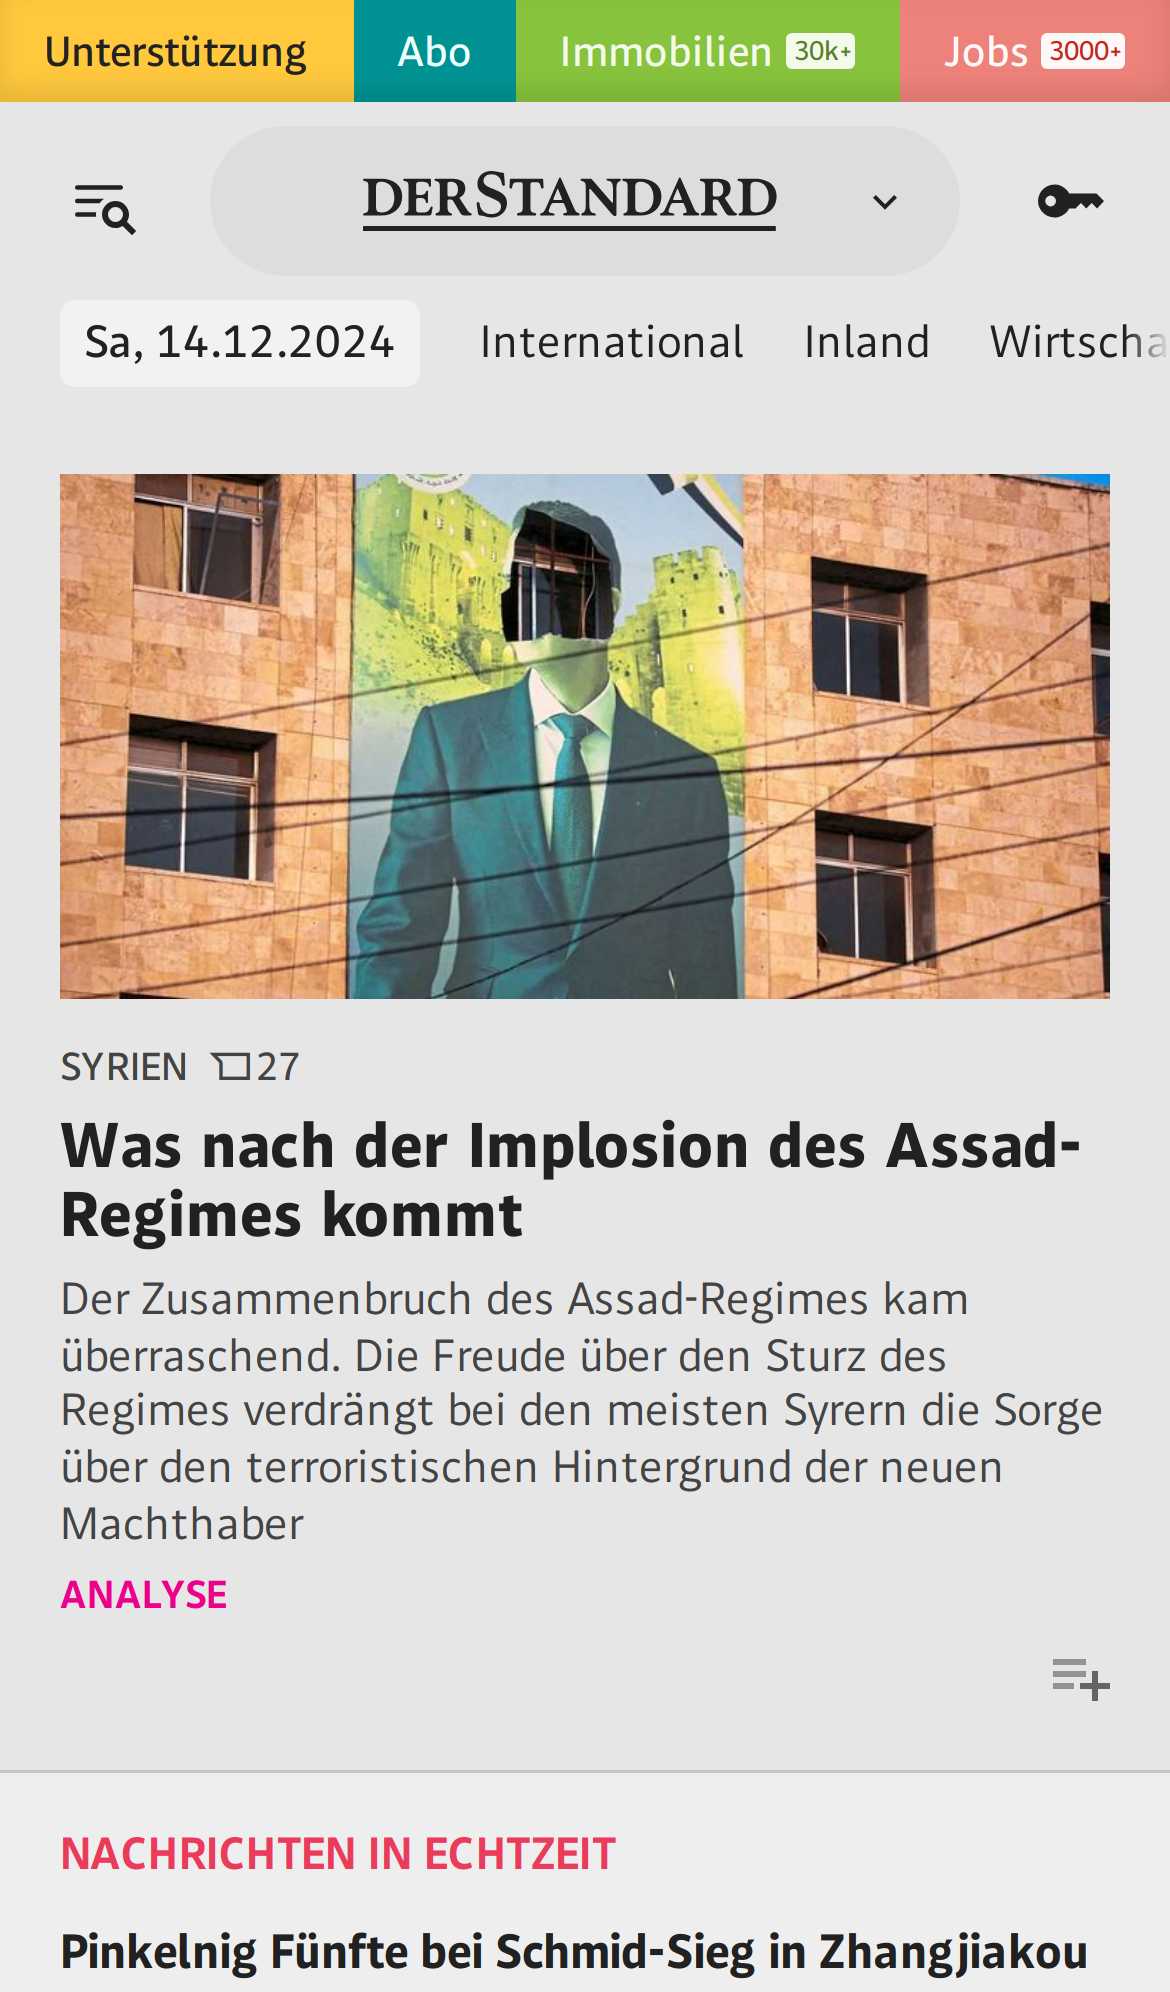 Unterstützung Abo Immobilien 30k+ Jobs 3000+
DERSTANDARD
Sa, 14.12.2024 International Inland Wirtscha
SYRIEN 27
Was nach der Implosion des Assad-
Regimes kommt
Der Zusammenbruch des Assad-Regimes kam
überraschend. Die Freude über den Sturz des
Regimes verdrängt bei den meisten Syrern die Sorge
über den terroristischen Hintergrund der neuen
Machthaber
ANALYSE
NACHRICHTEN IN ECHTZEIT
Pinkelnig Fünfte bei Schmid-Sieg in Zhangjiakou